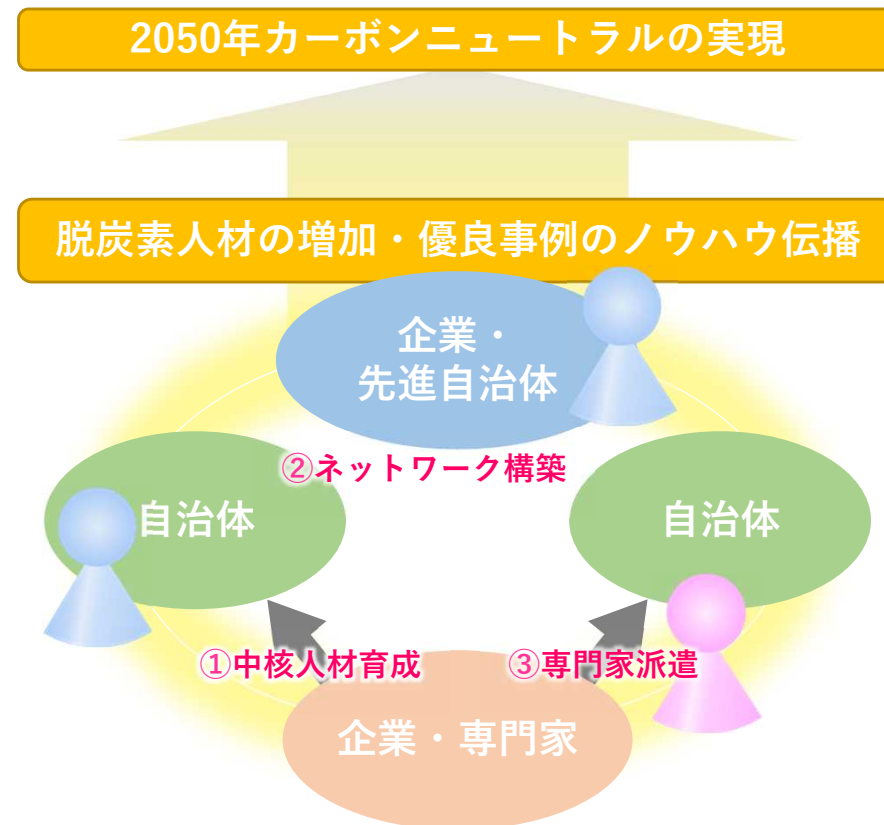 2050年カーボンニュートラルの実現
脱炭素人材の増加・優良事例のノウハウ伝播
企業・
先進自治体
②ネットワーク構築
自治体
自治体
①中核人材育成
③専門家派遣
企業・専門家